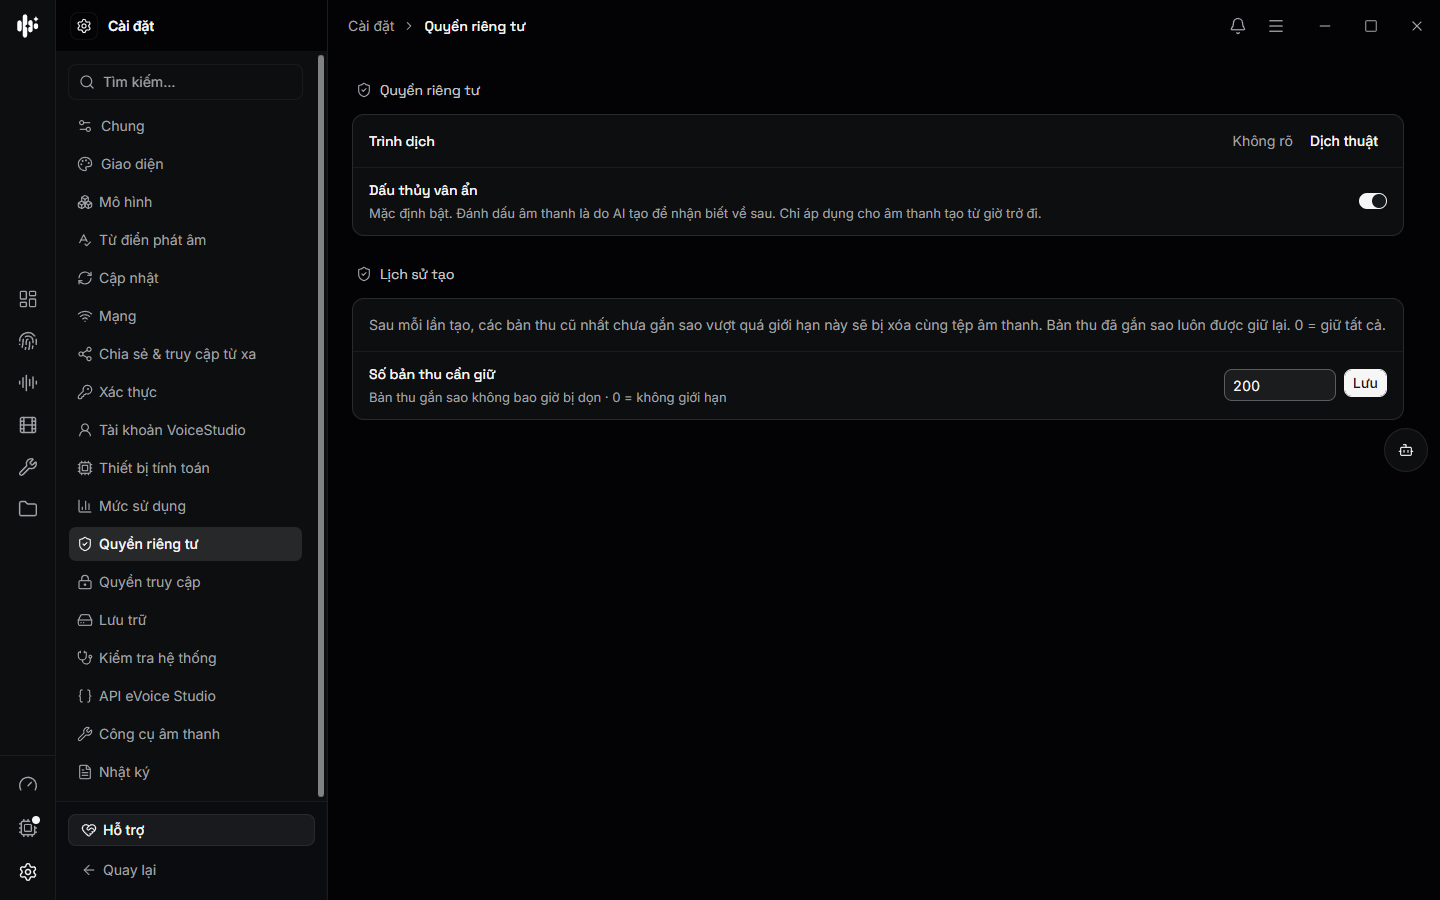 Cài đặt
Tìm kiếm...
Chung
Giao diện
Mô hình
Từ điển phát âm
Cập nhật
Mạng
Chia sẻ & truy cập từ xa
Xác thực
Tài khoản VoiceStudio
Thiết bị tính toán
Mức sử dụng
Quyền riêng tư
Quyền truy cập
Lưu trữ
Kiểm tra hệ thống
API eVoice Studio
Công cụ âm thanh
Nhật ký
Hỗ trợ
Quay lại
Cài đặt > Quyền riêng tư
Quyền riêng tư
Trình dịch Không rõ Dịch thuật
Dấu thủy vân ẩn
Mặc định bật. Đánh dấu âm thanh là do AI tạo để nhận biết về sau. Chỉ áp dụng cho âm thanh tạo từ giờ trở đi.
Lịch sử tạo
Sau mỗi lần tạo, các bản thu cũ nhất chưa gắn sao vượt quá giới hạn này sẽ bị xóa cùng tệp âm thanh. Bản thu đã gắn sao luôn được giữ lại. 0 = giữ tất cả.
Số bản thu cần giữ
Bản thu gắn sao không bao giờ bị dọn · 0 = không giới hạn
200 Lưu